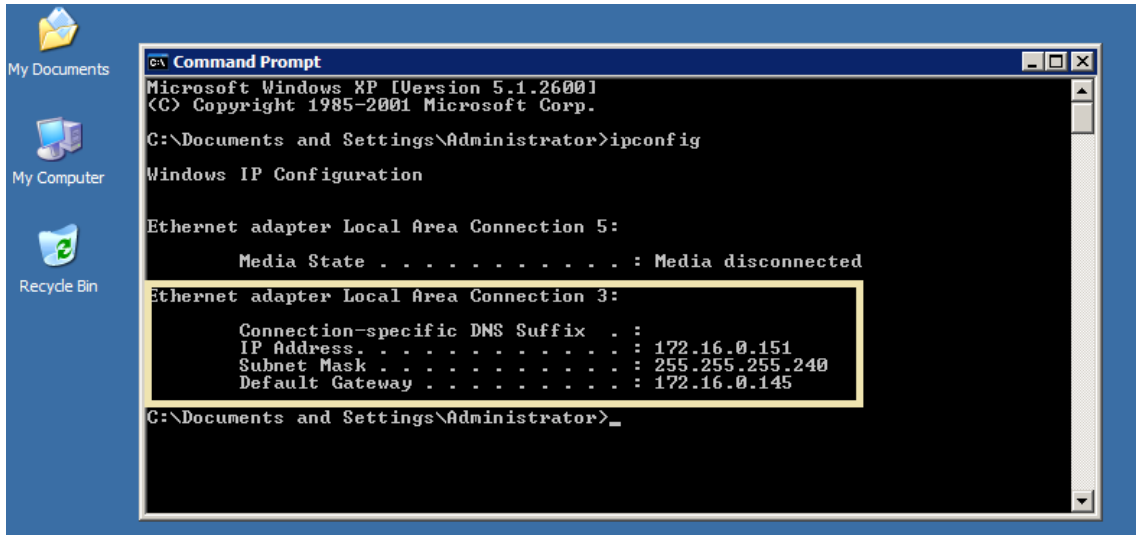 My Documents
My Computer
Recycle Bin
Command Prompt
Microsoft Windows XP [Version 5.1.2600]
(C) Copyright 1985-2001 Microsoft Corp.
C:\Documents and Settings\Administrator>ipconfig
Windows IP Configuration
Ethernet adapter Local Area Connection 5:
Media State . . . . . . . . . . . : Media disconnected
Ethernet adapter Local Area Connection 3:
Connection-specific DNS Suffix  . :
IP Address. . . . . . . . . . . . : 172.16.0.151
Subnet Mask . . . . . . . . . . . : 255.255.255.240
Default Gateway . . . . . . . . . : 172.16.0.145
C:\Documents and Settings\Administrator>_